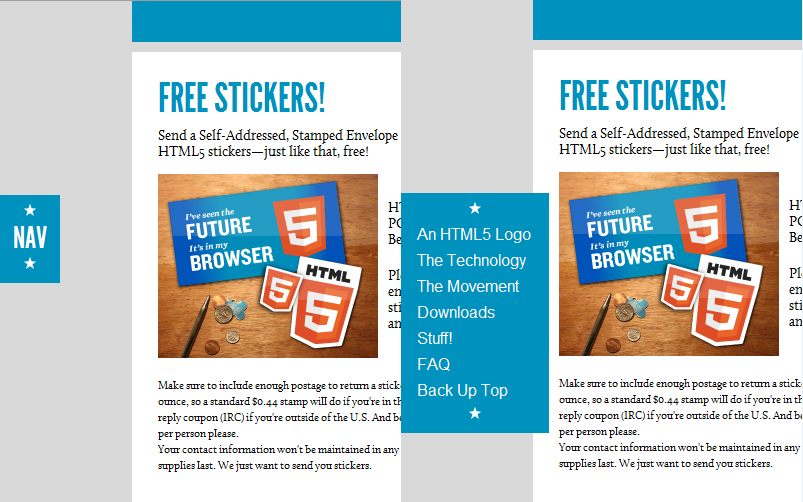 FREE STICKERS!
Send a Self-Addressed, Stamped Envelope
HTML5 stickers—just like that, free!
★
NAV
★
I've seen the
FUTURE
It's in my
BROWSER
5
HTML
5
5
Make sure to include enough postage to return a stick
ounce, so a standard $0.44 stamp will do if you're in th
reply coupon (IRC) if you're outside of the U.S. And be
per person please.
Your contact information won't be maintained in any
supplies last. We just want to send you stickers.
★
An HTML5 Logo
The Technology
The Movement
Downloads
Stuff!
FAQ
Back Up Top
★
FREE STICKERS!
Send a Self-Addressed, Stamped Envelope
HTML5 stickers—just like that, free!
I've seen the
FUTURE
It's in my
BROWSER
5
HTML
5
5
Make sure to include enough postage to return a stick
ounce, so a standard $0.44 stamp will do if you're in th
reply coupon (IRC) if you're outside of the U.S. And be
per person please.
Your contact information won't be maintained in any
supplies last. We just want to send you stickers.